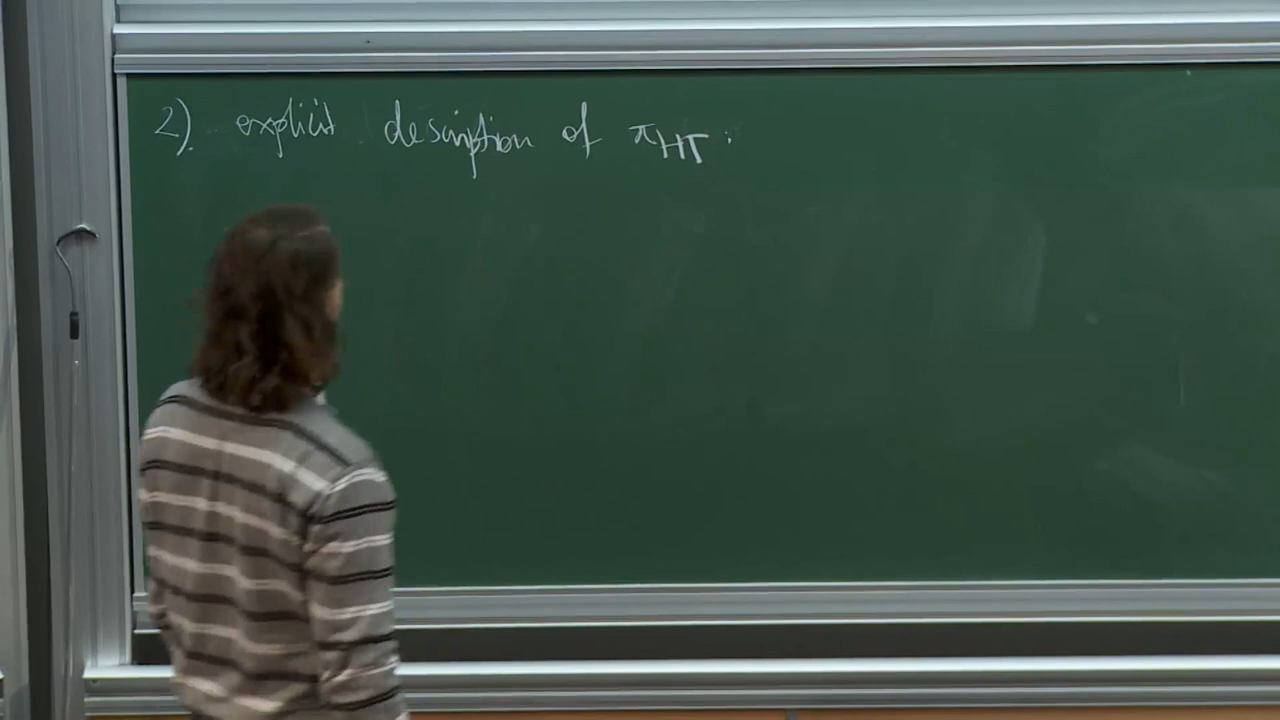 2). explicit description of π_HT :